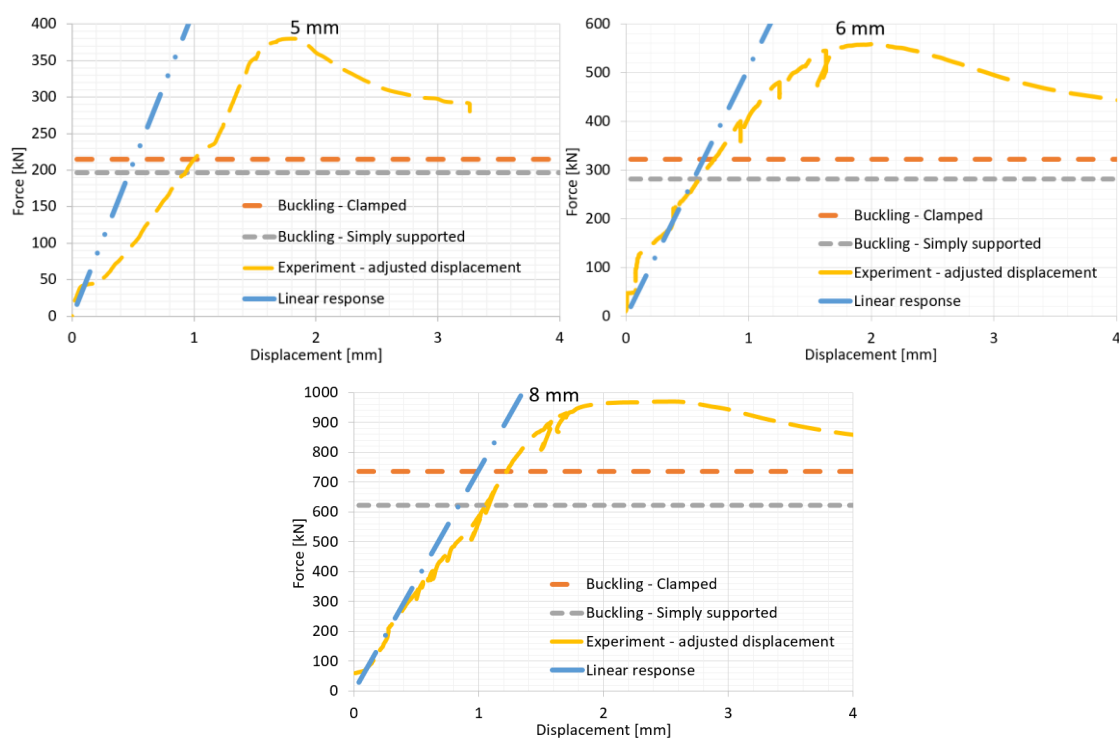 5 mm
400
350
300
250
200
150
100
50
0
Force [kN]
Buckling - Clamped
Buckling - Simply supported
Experiment - adjusted displacement
Linear response
0 1 2 3 4
Displacement [mm]
6 mm
600
500
400
300
200
100
0
Force [kN]
Buckling - Clamped
Buckling - Simply supported
Experiment - adjusted displacement
Linear response
0 1 2 3 4
Displacement [mm]
8 mm
1000
900
800
700
600
500
400
300
200
100
0
Force [kN]
Buckling - Clamped
Buckling - Simply supported
Experiment - adjusted displacement
Linear response
0 1 2 3 4
Displacement [mm]